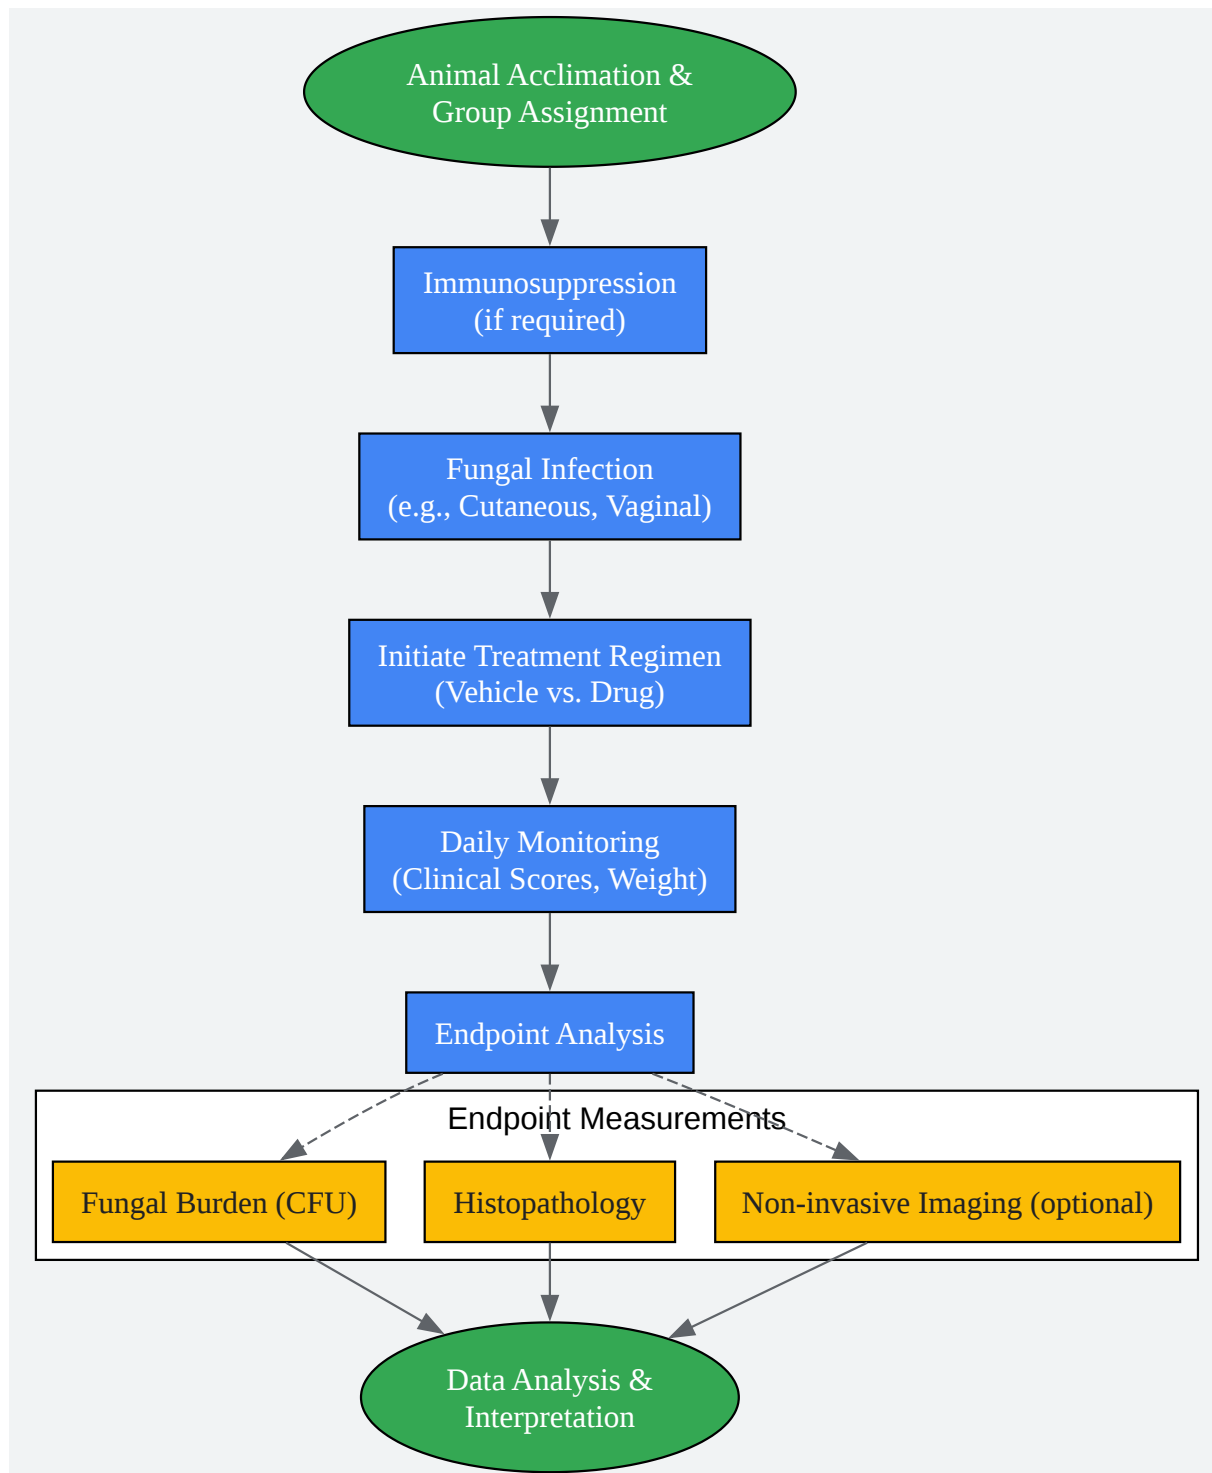 Animal Acclimation &
Group Assignment
Immunosuppression
(if required)
Fungal Infection
(e.g., Cutaneous, Vaginal)
Initiate Treatment Regimen
(Vehicle vs. Drug)
Daily Monitoring
(Clinical Scores, Weight)
Endpoint Analysis
Endpoint Measurements
Fungal Burden (CFU)
Histopathology
Non-invasive Imaging (optional)
Data Analysis &
Interpretation